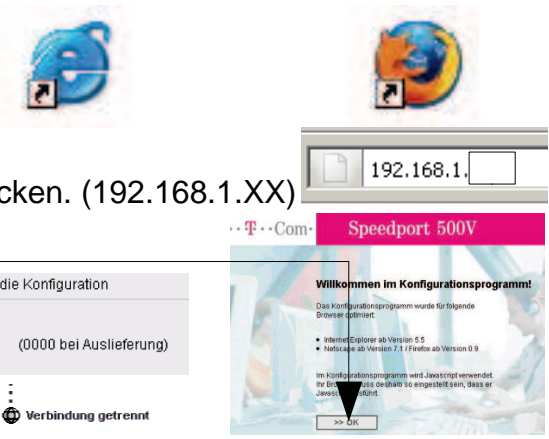 192.168.1.
cken. (192.168.1.XX)
··T··Com·
Speedport 500V
die Konfiguration
(0000 bei Auslieferung)
Verbindung getrennt
Willkommen im Konfigurationsprogramm!
Das Konfigurationsprogramm wurde für folgende
Browser optimiert:
Internet Explorer ab Version 5.5
Netscape ab Version 7.1 / Firefox ab Version 0.9
Im Konfigurationsprogramm wird Javascript verwendet.
Ihr muss deshalb so eingestellt sein, dass er
>> OK